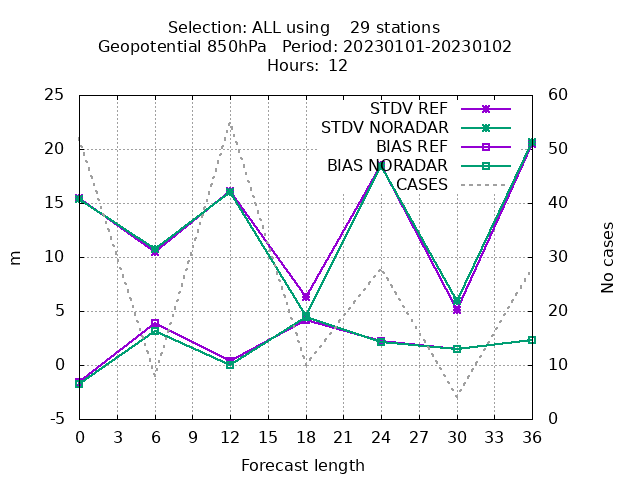 Selection: ALL using    29 stations
Geopotential 850hPa   Period: 20230101-20230102
Hours: 12
25 60
STDV REF
STDV NORADAR
20 50
BIAS REF
BIAS NORADAR
CASES
15 40
10 30
m
No cases
5 20
0 10
-5 0
0 3 6 9 12 15 18 21 24 27 30 33 36
Forecast length